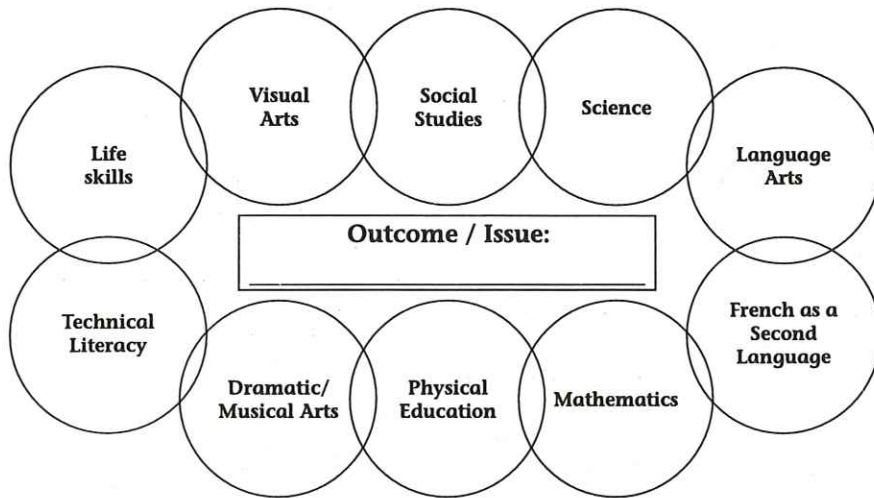 Visual
Arts
Social
Studies
Science
Life
skills
Language
Arts
Outcome / Issue:
Technical
Literacy
French as a
Second
Language
Dramatic/
Musical Arts
Physical
Education
Mathematics